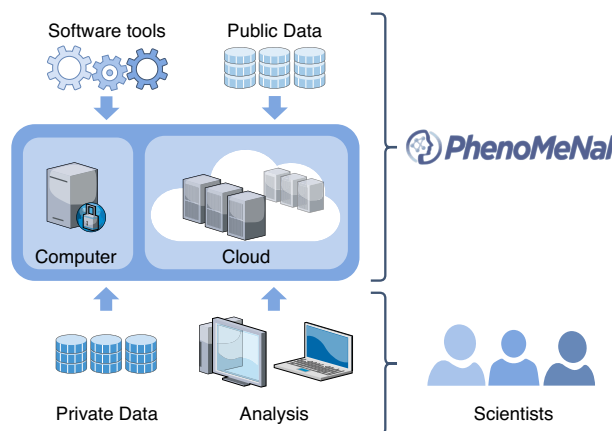 Software tools
Public Data
PhenoMeNal
Computer
Cloud
Private Data
Analysis
Scientists